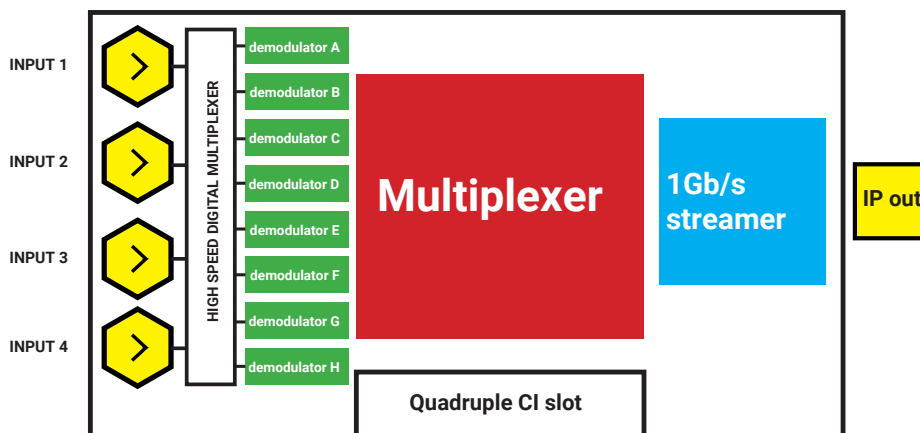 INPUT 1
INPUT 2
INPUT 3
INPUT 4
HIGH SPEED DIGITAL MULTIPLEXER
demodulator A
demodulator B
demodulator C
demodulator D
demodulator E
demodulator F
demodulator G
demodulator H
Multiplexer
1Gb/s
streamer
IP out
Quadruple CI slot